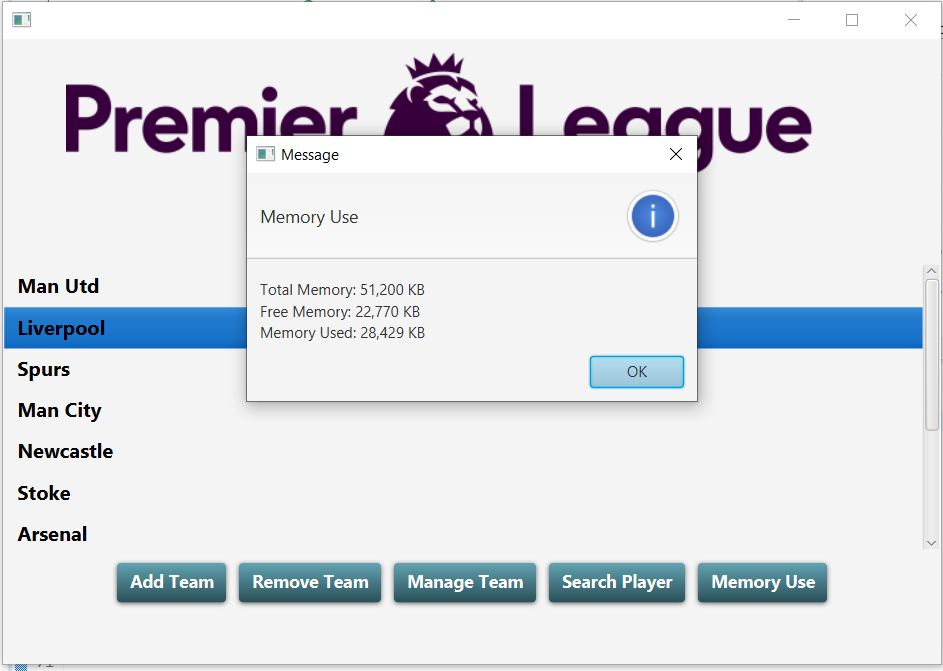 Premier League
Message
Memory Use
Total Memory: 51,200 KB
Free Memory: 22,770 KB
Memory Used: 28,429 KB
OK
Man Utd
Liverpool
Spurs
Man City
Newcastle
Stoke
Arsenal
Add Team Remove Team Manage Team Search Player Memory Use